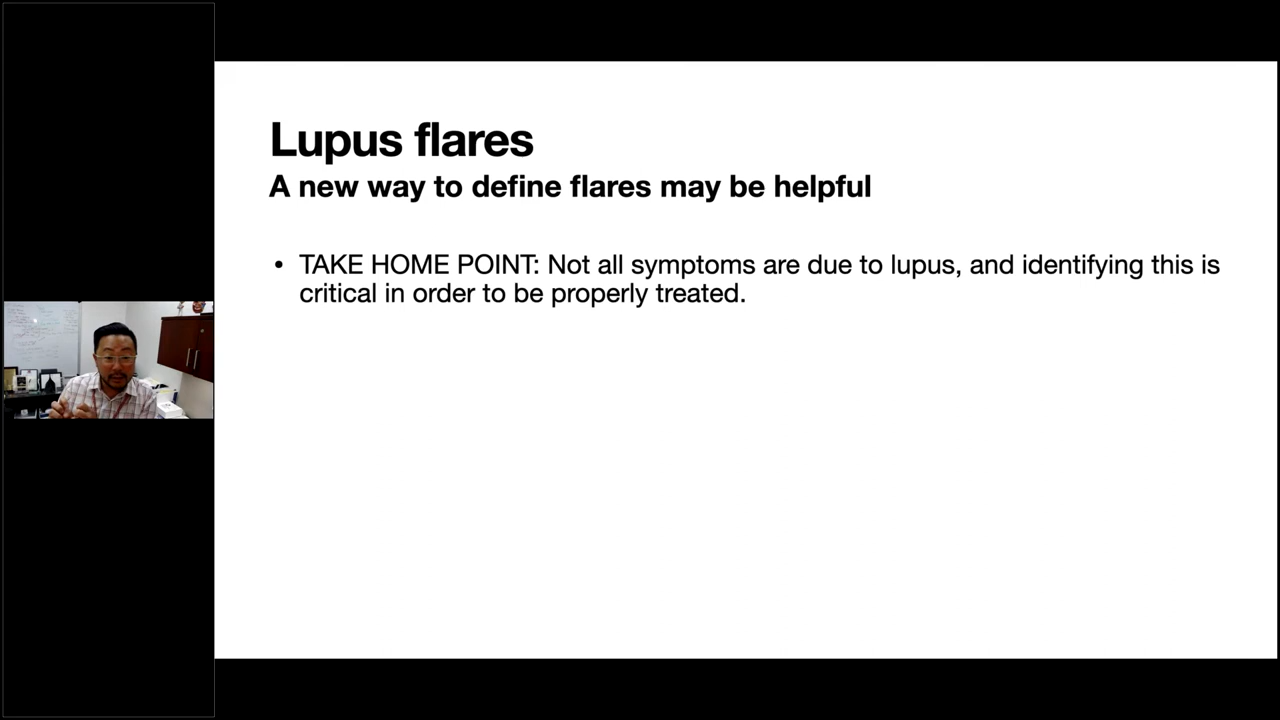 Lupus flares
A new way to define flares may be helpful
• TAKE HOME POINT: Not all symptoms are due to lupus, and identifying this is
critical in order to be properly treated.